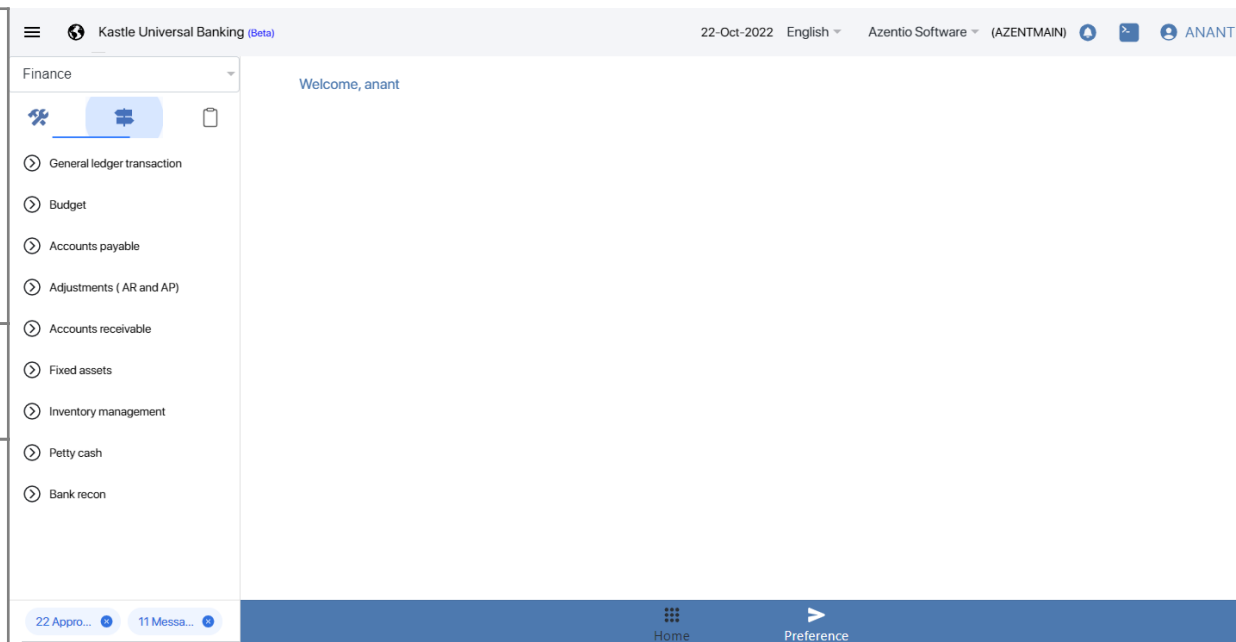 Kastle Universal Banking (Beta)
22-Oct-2022 English Azentio Software (AZENTMAIN) ANANT
Finance
Welcome, anant
General ledger transaction
Budget
Accounts payable
Adjustments ( AR and AP)
Accounts receivable
Fixed assets
Inventory management
Petty cash
Bank recon
22 Appro... 11 Messa...
Home Preference